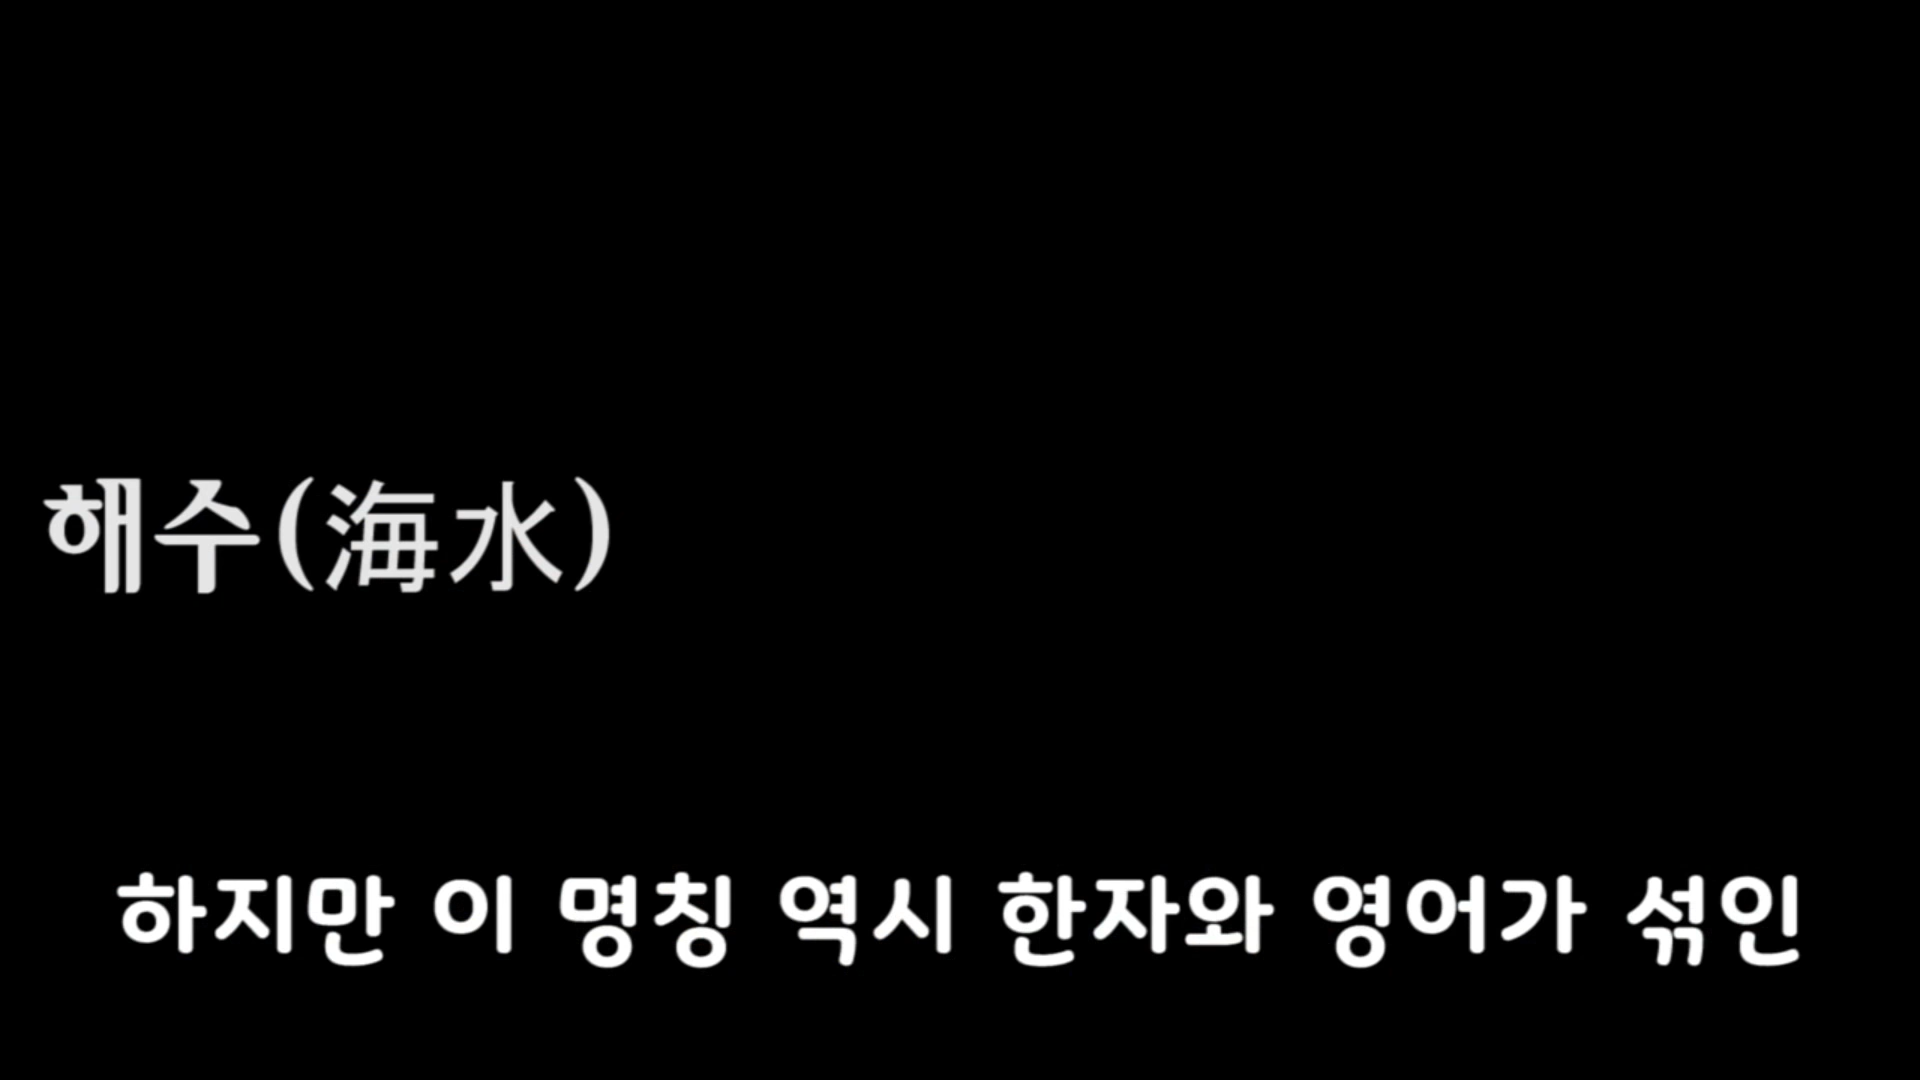 해수(海水)
하지만 이 명칭 역시 한자와 영어가 섞인